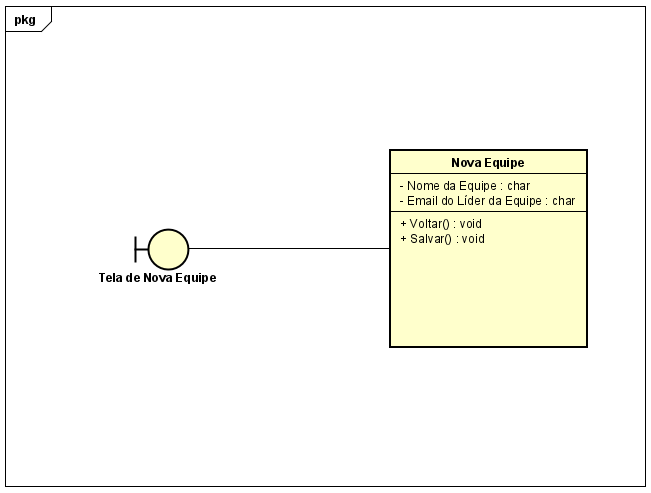 pkg
Nova Equipe
- Nome da Equipe : char
- Email do Líder da Equipe : char
+ Voltar() : void
+ Salvar() : void
Tela de Nova Equipe